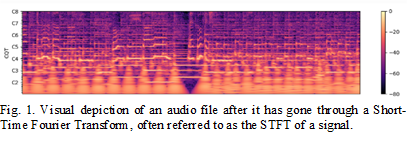 C8
C7
C6
C5
C4
C3
C2
CQT
0
−20
−40
−60
−80
Fig. 1. Visual depiction of an audio file after it has gone through a Short-
Time Fourier Transform, often referred to as the STFT of a signal.